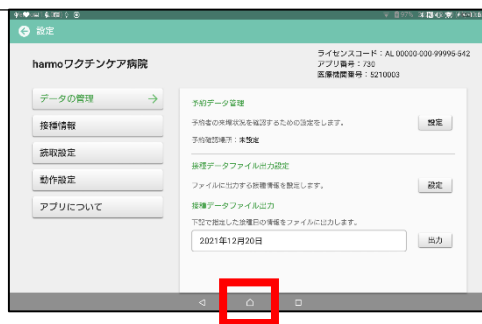 設定
harmoワクチンケア病院
ライセンスコード：AL 00000-000-99995-542
アプリ番号：730
医療機関番号：5210003
データの管理
接種情報
読取設定
動作設定
アプリについて
予約データ管理
予約者の来場状況を確認するための設定をします。
設定
予約確認場所：未設定
接種データファイル出力設定
ファイルに出力する接種情報を設定します。
設定
接種データファイル出力
下記で指定した接種日の情報をファイルに出力します。
2021年12月20日
出力